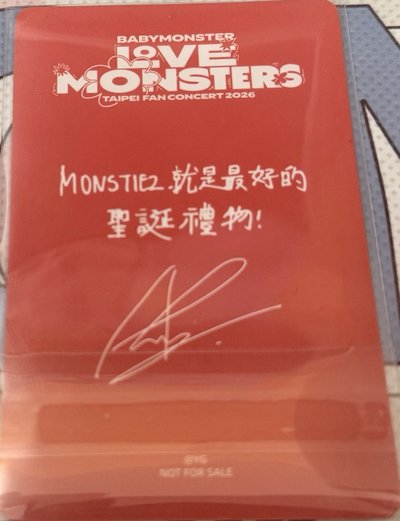 BABYMONSTER
LOVE
MONSTERS
TAIPEI FAN CONCERT 2026
MONSTIEZ 就是最好的
聖誕禮物!
@YG
NOT FOR SALE